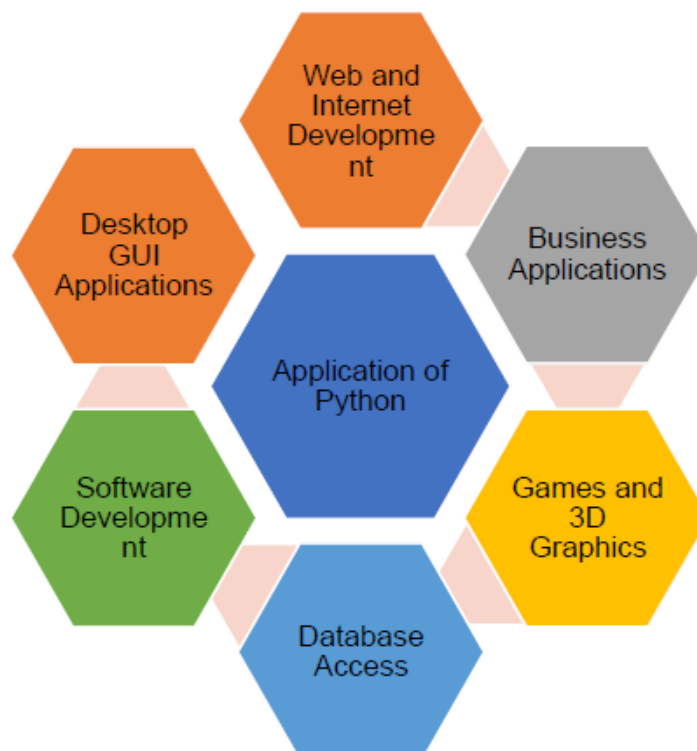 Web and
Internet
Developme
nt
Desktop
GUI
Applications
Business
Applications
Application of
Python
Software
Developme
nt
Games and
3D
Graphics
Database
Access